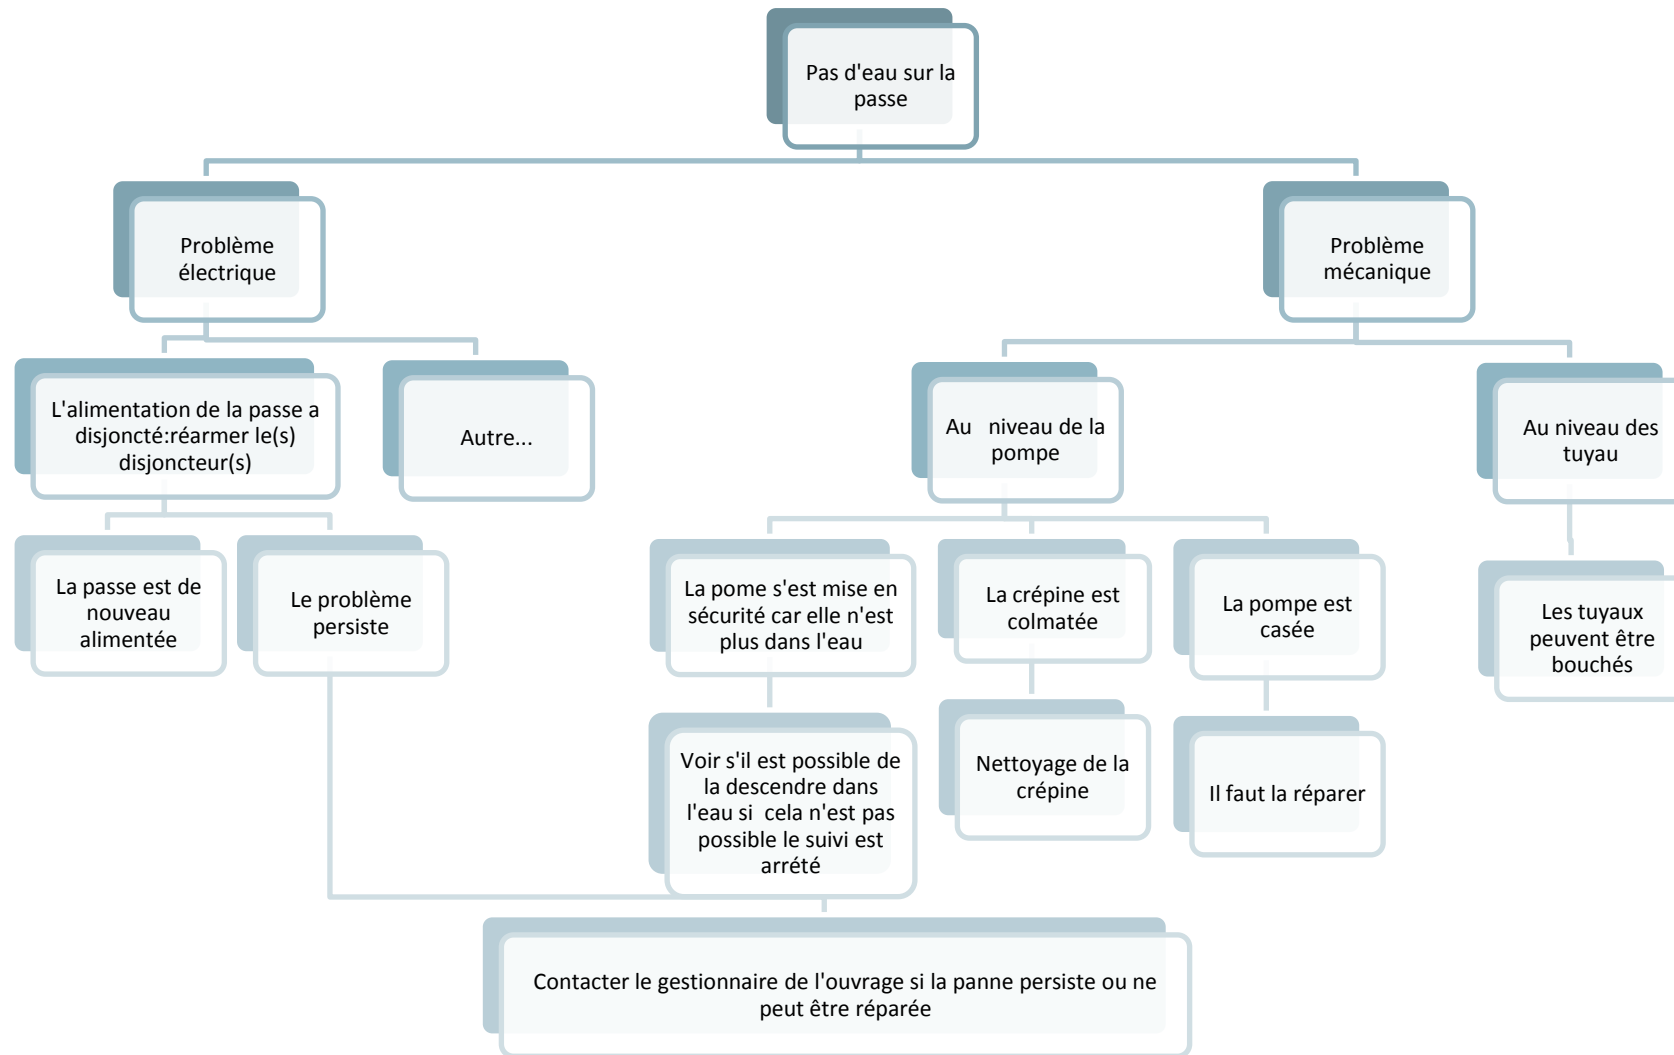 Pas d'eau sur la
passe
Problème
électrique
Problème
mécanique
L'alimentation de la passe a
disjoncté:réarmer le(s)
disjoncteur(s)
Autre...
Au niveau de la
pompe
Au niveau des
tuyau
La passe est de
nouveau
alimentée
Le problème
persiste
La pome s'est mise en
sécurité car elle n'est
plus dans l'eau
La crépine est
colmatée
La pompe est
casée
Les tuyaux
peuvent être
bouchés
Voir s'il est possible de
la descendre dans
l'eau si cela n'est pas
possible le suivi est
arrété
Nettoyage de la
crépine
Il faut la réparer
Contacter le gestionnaire de l'ouvrage si la panne persiste ou ne
peut être réparée